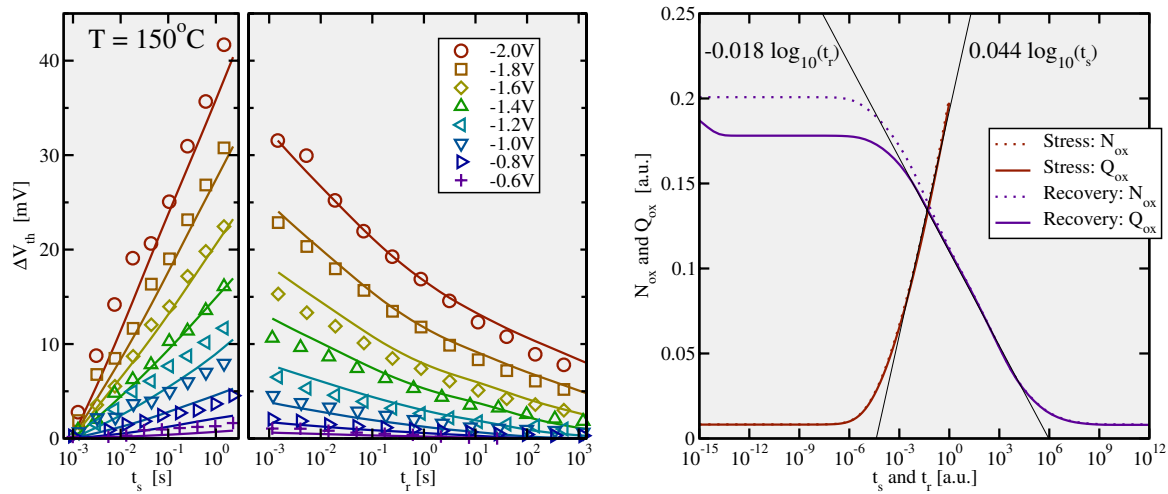 T = 150°C
ΔV_th [mV]
40
30
20
10
0
10^-3
10^-2
10^-1
10^0
t_s [s]
-2.0V
-1.8V
-1.6V
-1.4V
-1.2V
-1.0V
-0.8V
-0.6V
10^-3
10^-2
10^-1
10^0
10^1
10^2
10^3
t_r [s]
N_ox and Q_ox [a.u.]
0.25
0.2
0.15
0.1
0.05
0
-0.018 log_10(t_r)
0.044 log_10(t_s)
Stress: N_ox
Stress: Q_ox
Recovery: N_ox
Recovery: Q_ox
10^-15
10^-12
10^-9
10^-6
10^-3
10^0
10^3
10^6
10^9
10^12
t_s and t_r [a.u.]